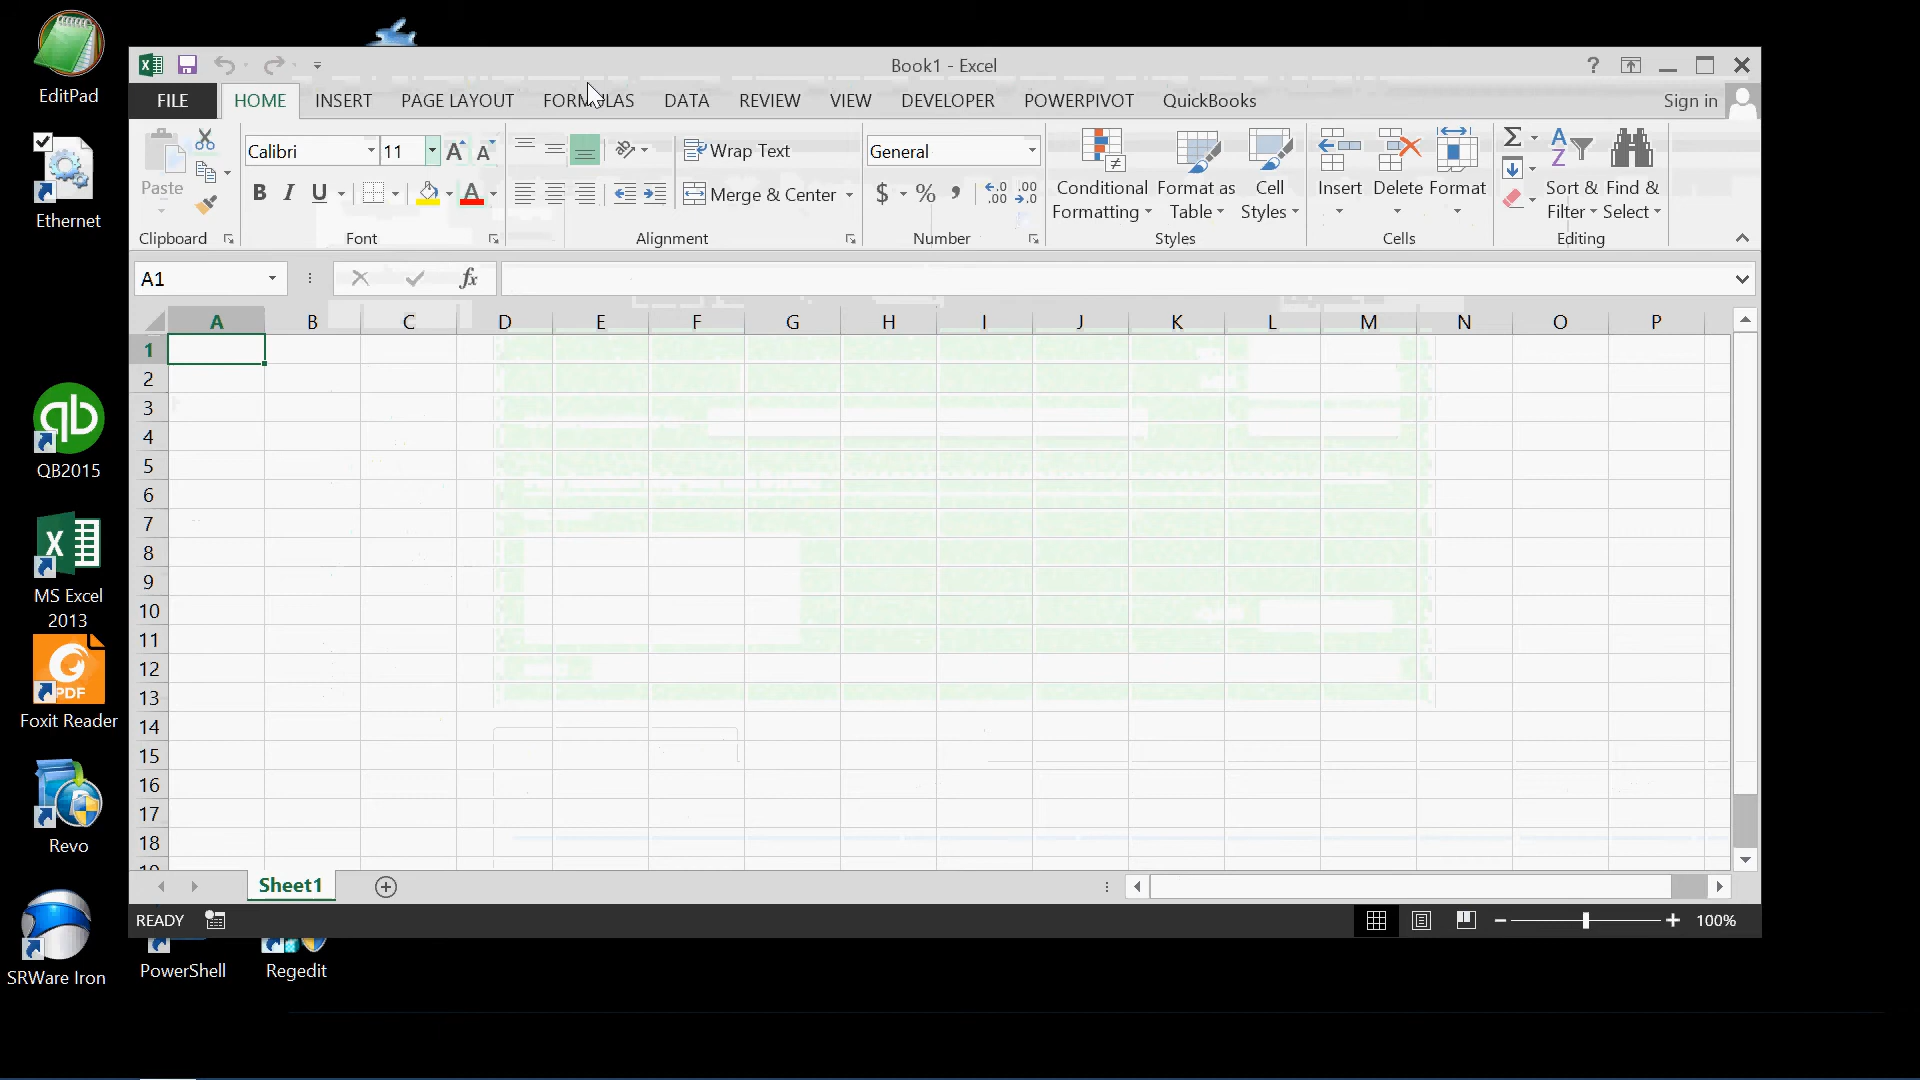 EditPad
Ethernet
QB2015
MS Excel
2013
PDF
Foxit Reader
Revo
SRWare Iron
PowerShell
Regedit
Book1 - Excel
?
FILE HOME INSERT PAGE LAYOUT FORMULAS DATA REVIEW VIEW DEVELOPER POWERPIVOT QuickBooks Sign in
Calibri 11 Wrap Text General
Paste B I U A Merge & Center $ % , Conditional Formatting Format as Table Cell Styles Insert Delete Format Sort & Filter Find & Select
Clipboard Font Alignment Number Styles Cells Editing
A1 fx
A B C D E F G H I J K L M N O P
1
2
3
4
5
6
7
8
9
10
11
12
13
14
15
16
17
18
Sheet1
READY 100%